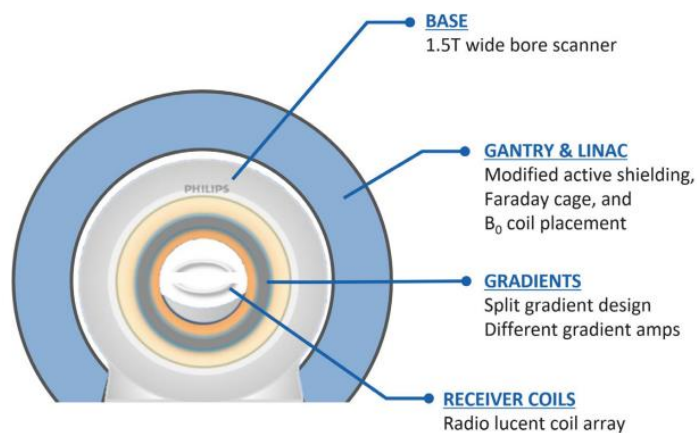 BASE
1.5T wide bore scanner
GANTRY & LINAC
Modified active shielding,
Faraday cage, and
B₀ coil placement
PHILIPS
GRADIENTS
Split gradient design
Different gradient amps
RECEIVER COILS
Radio lucent coil array